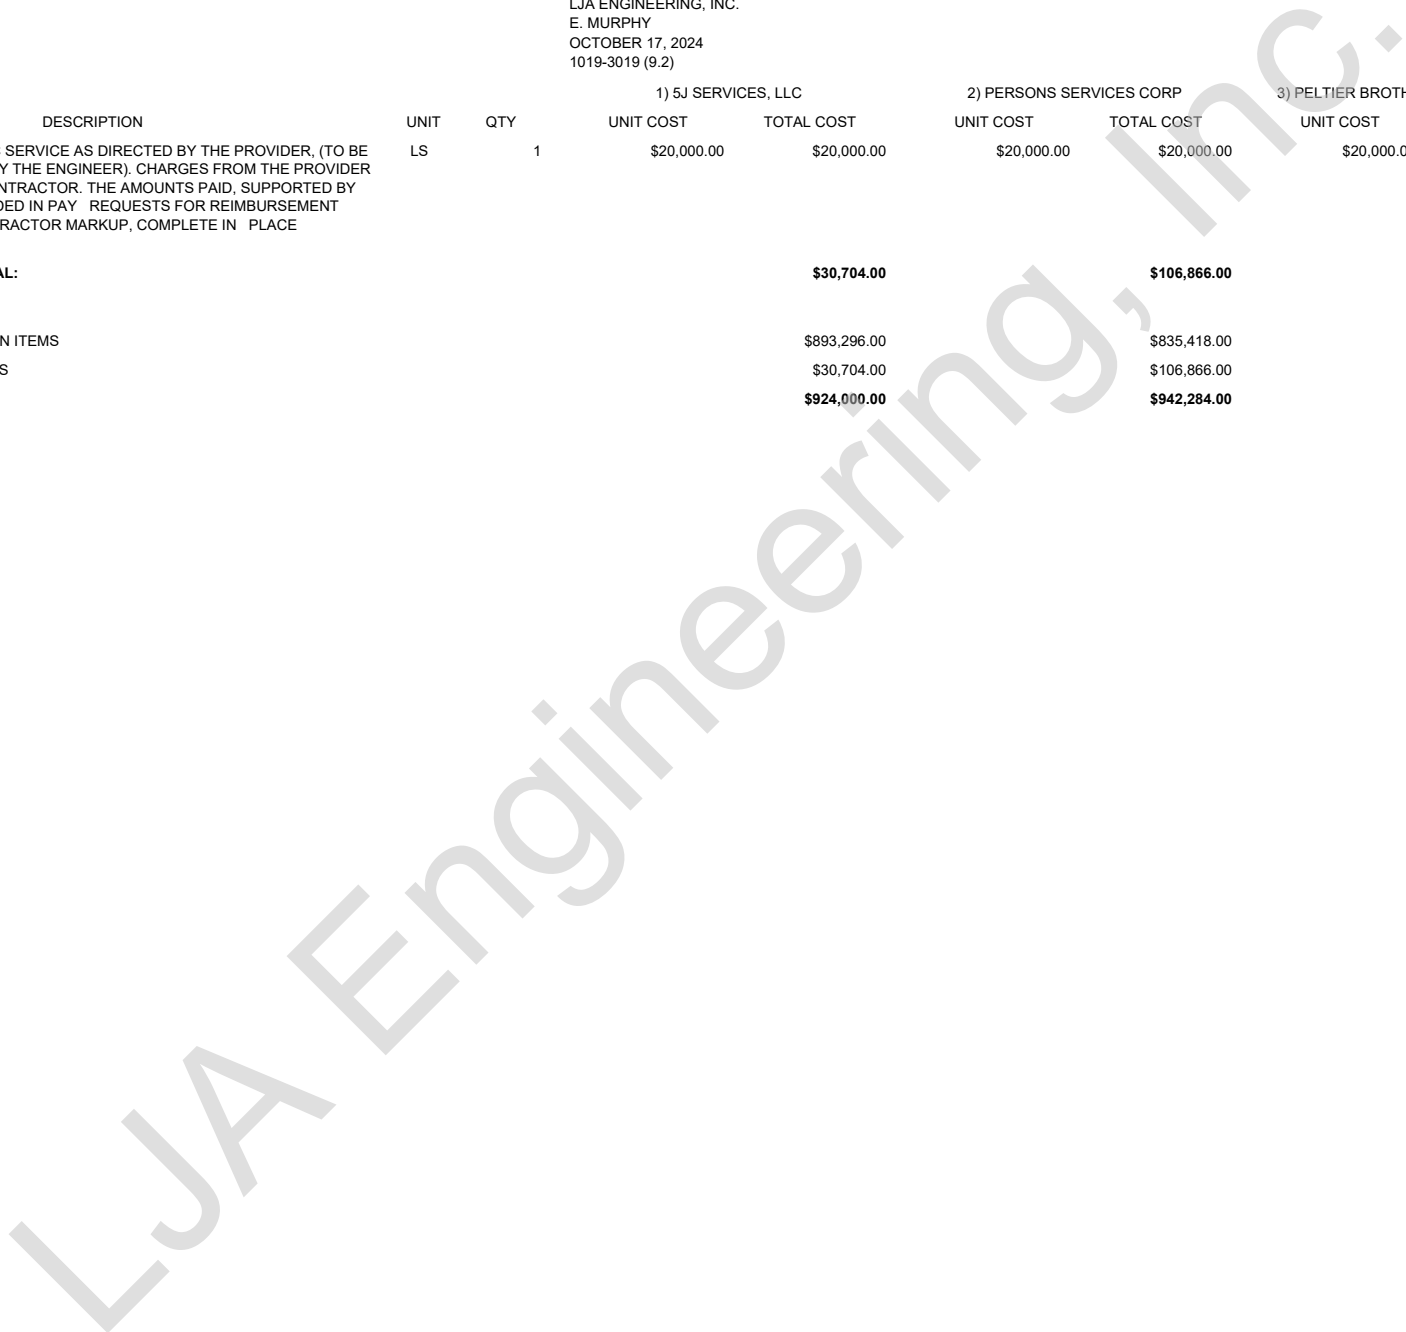 LJA ENGINEERING, INC.
E. MURPHY
OCTOBER 17, 2024
1019-3019 (9.2)
1) 5J SERVICES, LLC 2) PERSONS SERVICES CORP 3) PELTIER BROTH
DESCRIPTION UNIT QTY UNIT COST TOTAL COST UNIT COST TOTAL COST UNIT COST
SERVICE AS DIRECTED BY THE PROVIDER, (TO BE LS 1 $20,000.00 $20,000.00 $20,000.00 $20,000.00 $20,000.0
Y THE ENGINEER). CHARGES FROM THE PROVIDER
NTRACTOR. THE AMOUNTS PAID, SUPPORTED BY
DED IN PAY REQUESTS FOR REIMBURSEMENT
RACTOR MARKUP, COMPLETE IN PLACE
AL: $30,704.00 $106,866.00
N ITEMS $893,296.00 $835,418.00
S $30,704.00 $106,866.00
$924,000.00 $942,284.00
LJA Engineering, Inc.